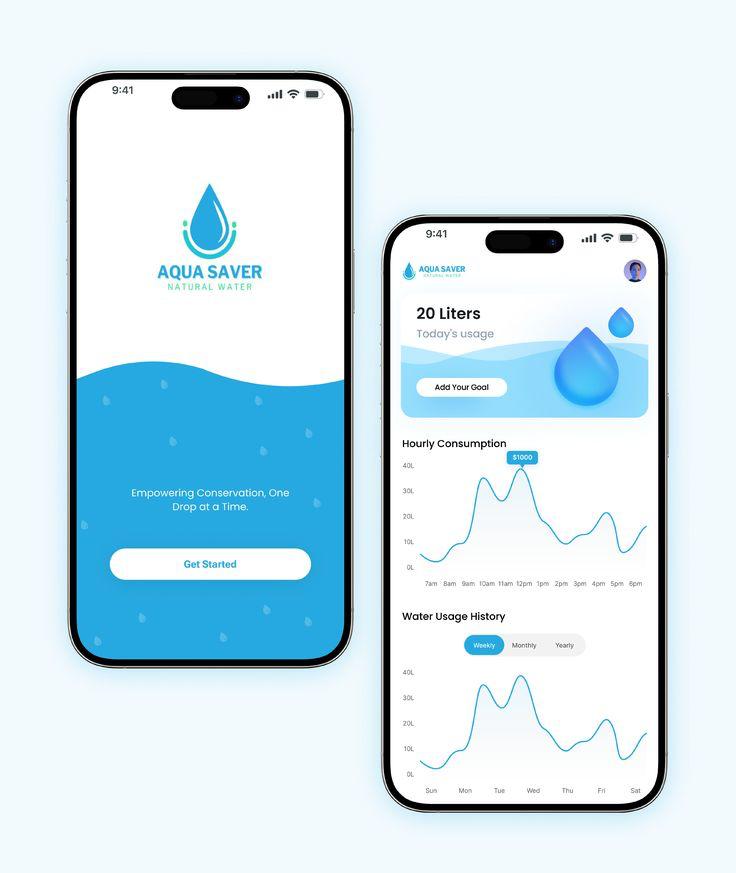 9:41
AQUA SAVER
NATURAL WATER
Empowering Conservation, One
Drop at a Time.
Get Started
9:41
AQUA SAVER
NATURAL WATER
20 Liters
Today's usage
Add Your Goal
Hourly Consumption
$1000
40L
30L
20L
10L
0L
7am 8am 9am 10am 11am 12pm 1pm 2pm 3pm 4pm 5pm 6pm
Water Usage History
Weekly Monthly Yearly
40L
30L
20L
10L
0L
Sun Mon Tue Wed Thu Fri Sat